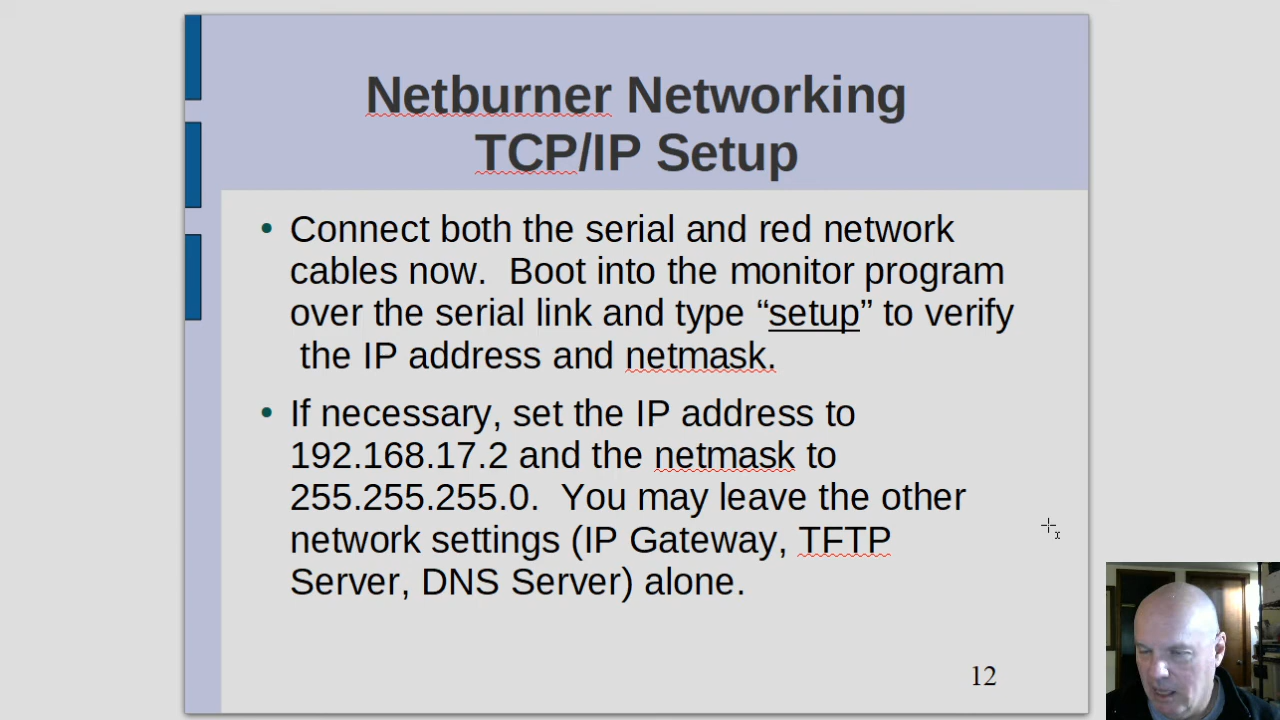 Netburner Networking
TCP/IP Setup
• Connect both the serial and red network
cables now.  Boot into the monitor program
over the serial link and type “setup” to verify
the IP address and netmask.
• If necessary, set the IP address to
192.168.17.2 and the netmask to
255.255.255.0.  You may leave the other
network settings (IP Gateway, TFTP
Server, DNS Server) alone.
12